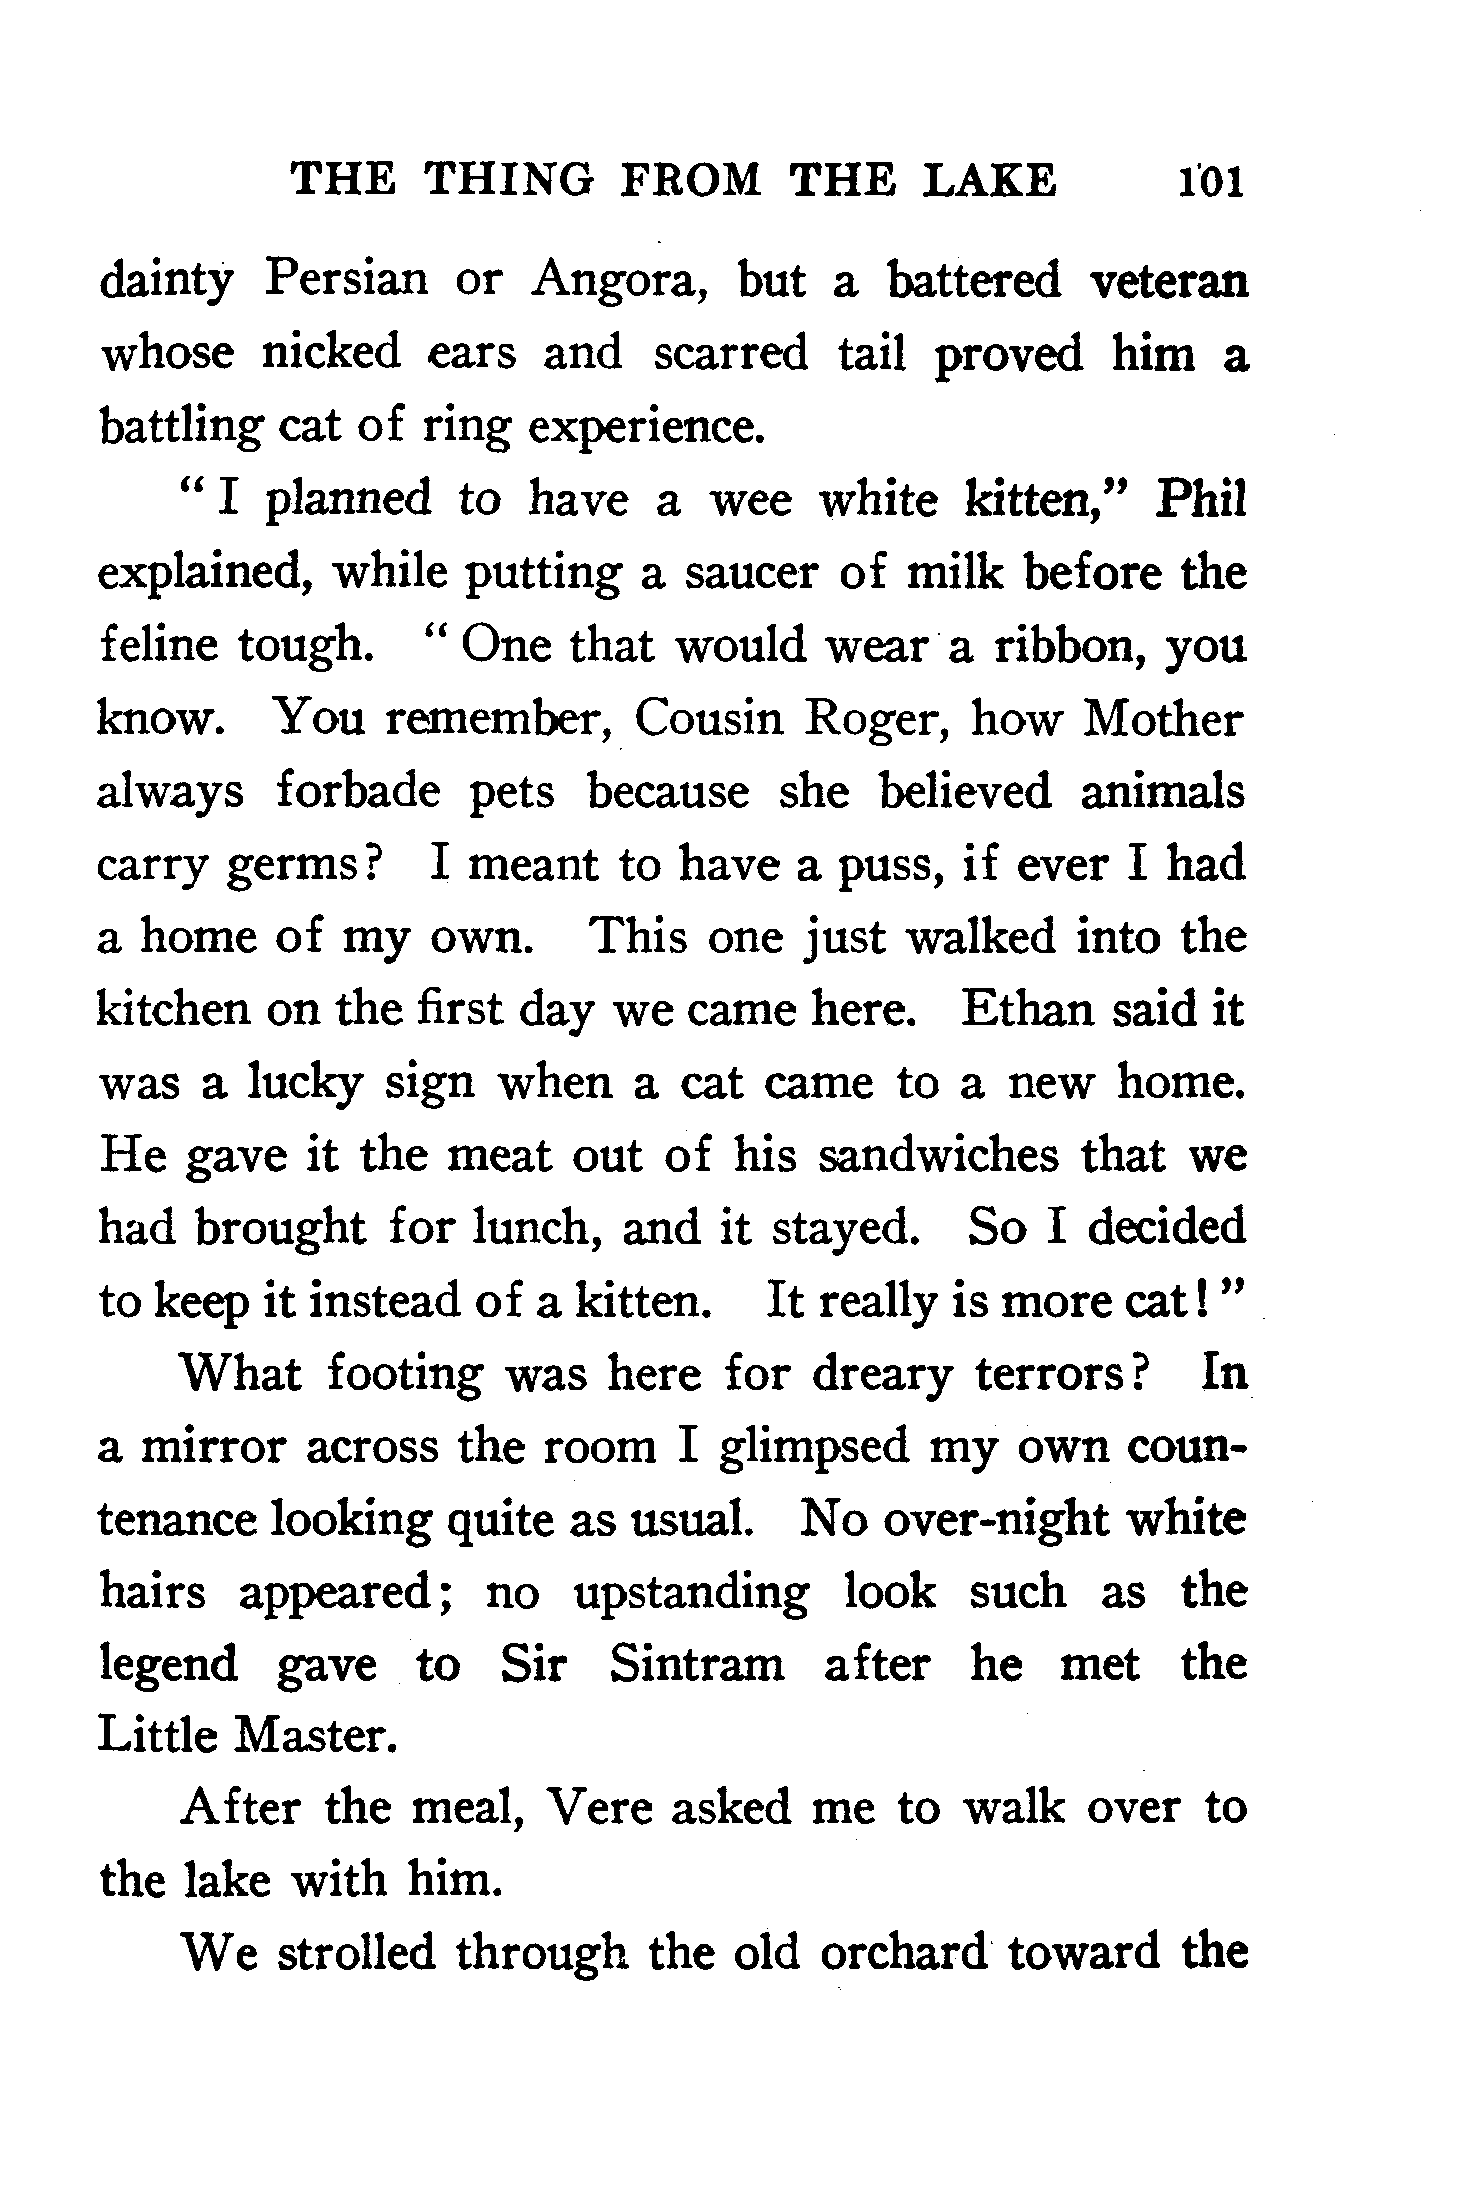 THE THING FROM THE LAKE 101
dainty Persian or Angora, but a battered veteran
whose nicked ears and scarred tail proved him a
battling cat of ring experience.
“ I planned to have a wee white kitten,” Phil
explained, while putting a saucer of milk before the
feline tough. “ One that would wear a ribbon, you
know. You remember, Cousin Roger, how Mother
always forbade pets because she believed animals
carry germs? I meant to have a puss, if ever I had
a home of my own. This one just walked into the
kitchen on the first day we came here. Ethan said it
was a lucky sign when a cat came to a new home.
He gave it the meat out of his sandwiches that we
had brought for lunch, and it stayed. So I decided
to keep it instead of a kitten. It really is more cat! ”
What footing was here for dreary terrors? In
a mirror across the room I glimpsed my own coun-
tenance looking quite as usual. No over-night white
hairs appeared; no upstanding look such as the
legend gave to Sir Sintram after he met the
Little Master.
After the meal, Vere asked me to walk over to
the lake with him.
We strolled through the old orchard toward the